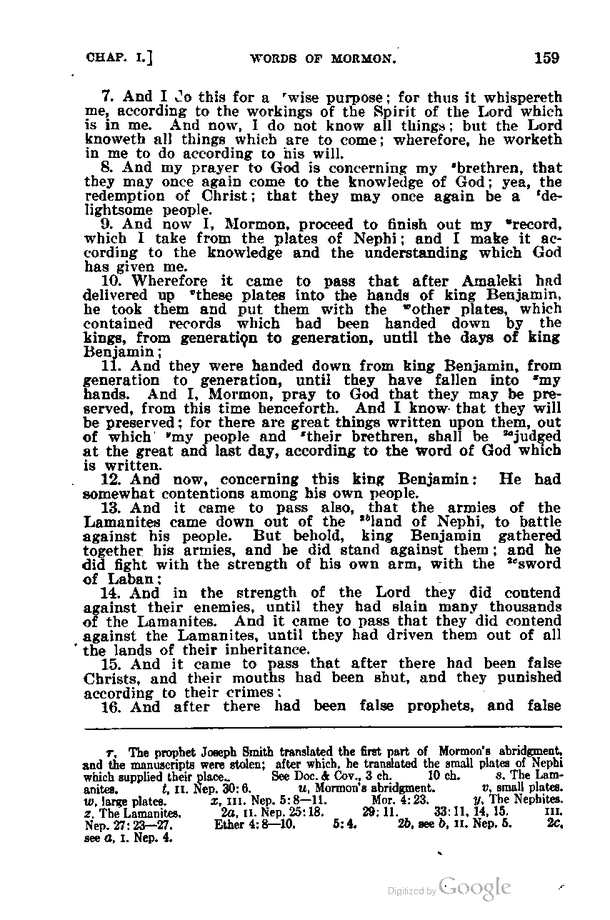 CHAP. I.] WORDS OF MORMON. 159
7. And I do this for a ʳwise purpose; for thus it whispereth
me, according to the workings of the Spirit of the Lord which
is in me. And now, I do not know all things; but the Lord
knoweth all things which are to come; wherefore, he worketh
in me to do according to his will.
8. And my prayer to God is concerning my ˢbrethren, that
they may once again come to the knowledge of God; yea, the
redemption of Christ; that they may once again be a ᵗde-
lightsome people.
9. And now I, Mormon, proceed to finish out my ᵘrecord,
which I take from the plates of Nephi; and I make it ac-
cording to the knowledge and the understanding which God
has given me.
10. Wherefore it came to pass that after Amaleki had
delivered up ᵛthese plates into the hands of king Benjamin,
he took them and put them with the ʷother plates, which
contained records which had been handed down by the
kings, from generation to generation, until the days of king
Benjamin;
11. And they were handed down from king Benjamin, from
generation to generation, until they have fallen into ˣmy
hands. And I, Mormon, pray to God that they may be pre-
served, from this time henceforth. And I know that they will
be preserved; for there are great things written upon them, out
of which ʸmy people and ᶻtheir brethren, shall be ²ᵃjudged
at the great and last day, according to the word of God which
is written.
12. And now, concerning this king Benjamin: He had
somewhat contentions among his own people.
13. And it came to pass also, that the armies of the
Lamanites came down out of the ²ᵇland of Nephi, to battle
against his people. But behold, king Benjamin gathered
together his armies, and he did stand against them; and he
did fight with the strength of his own arm, with the ²ᶜsword
of Laban:
14. And in the strength of the Lord they did contend
against their enemies, until they had slain many thousands
of the Lamanites. And it came to pass that they did contend
against the Lamanites, until they had driven them out of all
the lands of their inheritance.
15. And it came to pass that after there had been false
Christs, and their mouths had been shut, and they punished
according to their crimes;
16. And after there had been false prophets, and false
r, The prophet Joseph Smith translated the first part of Mormon's abridgment,
and the manuscripts were stolen; after which, he translated the small plates of Nephi
which supplied their place. See Doc. & Cov., 3 ch. 10 ch. s. The Lam-
anites. t, II. Nep. 30:6. u, Mormon's abridgment. v, small plates.
w, large plates. x, III. Nep. 5:8—11. Mor. 4:23. y. The Nephites.
z, The Lamanites. 2a, II. Nep. 25:18. 29:11. 33:11, 14, 15. III.
Nep. 27:23—27. Ether 4:8—10. 5:4. 2b, see b, II. Nep. 5. 2c,
see a, I. Nep. 4.
Digitized by Google